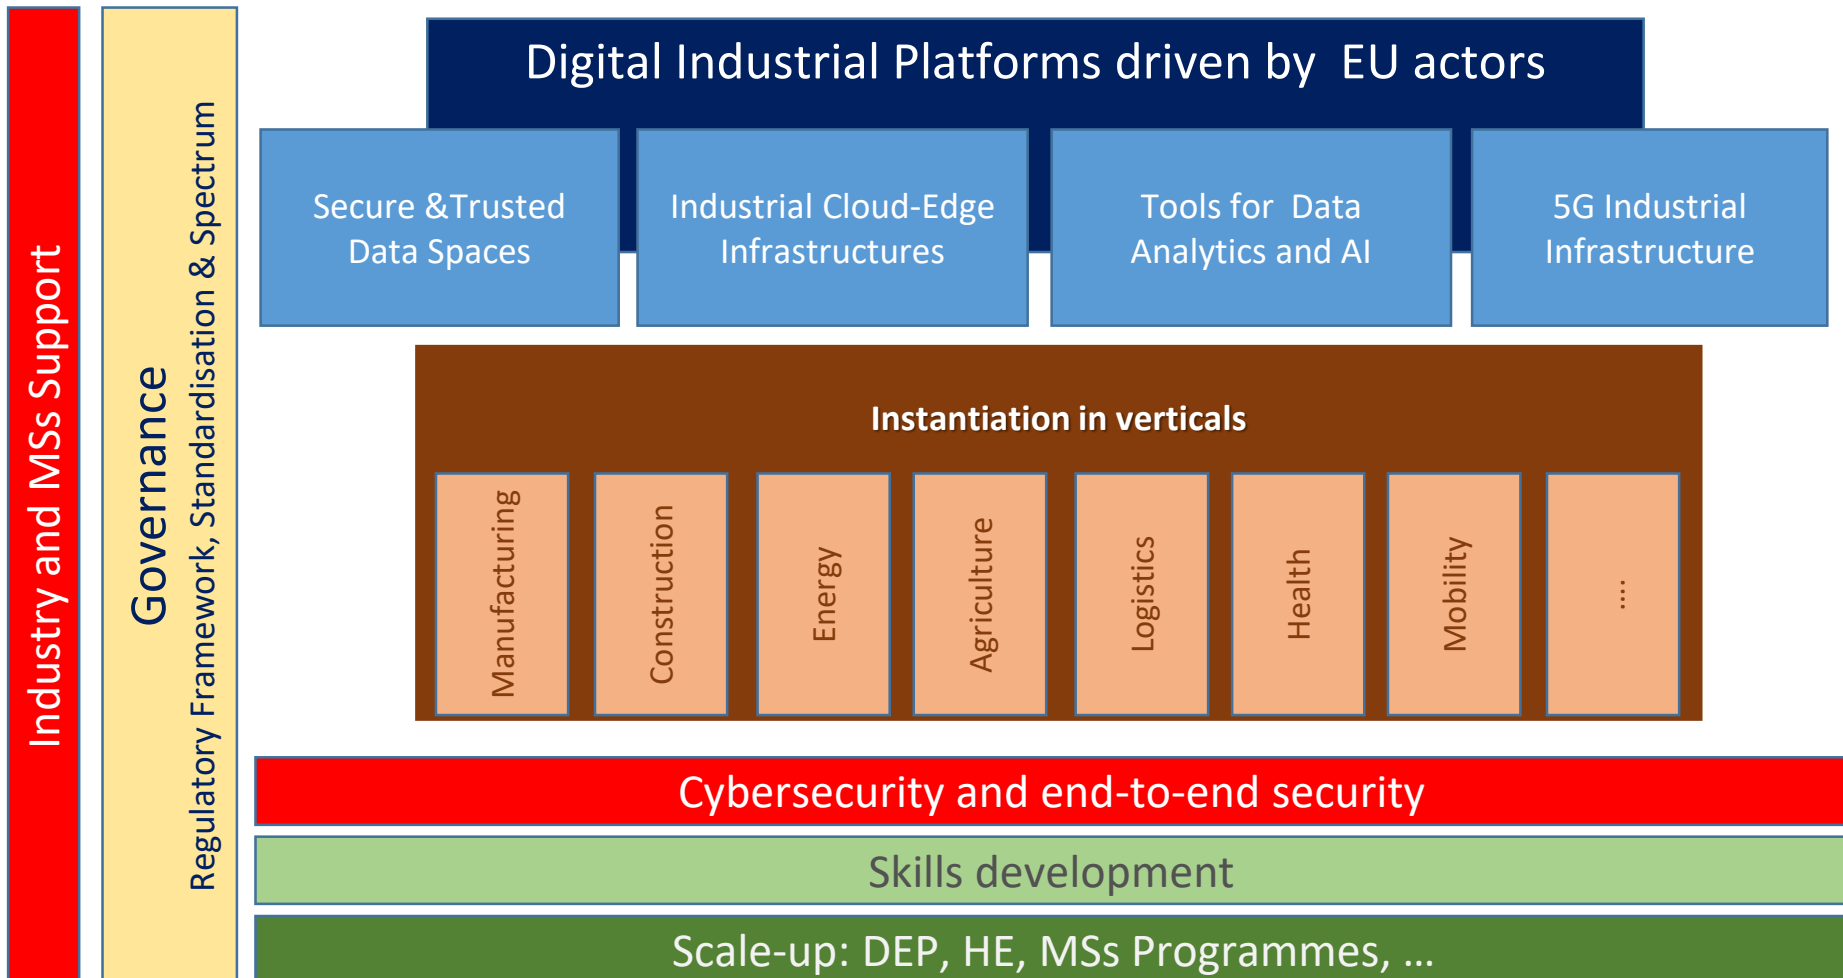 Industry and MSs Support
Governance
Regulatory Framework, Standardisation & Spectrum
Digital Industrial Platforms driven by  EU actors
Secure &Trusted
Data Spaces
Industrial Cloud-Edge
Infrastructures
Tools for  Data
Analytics and AI
5G Industrial
Infrastructure
Instantiation in verticals
Manufacturing
Construction
Energy
Agriculture
Logistics
Health
Mobility
....
Cybersecurity and end-to-end security
Skills development
Scale-up: DEP, HE, MSs Programmes, …